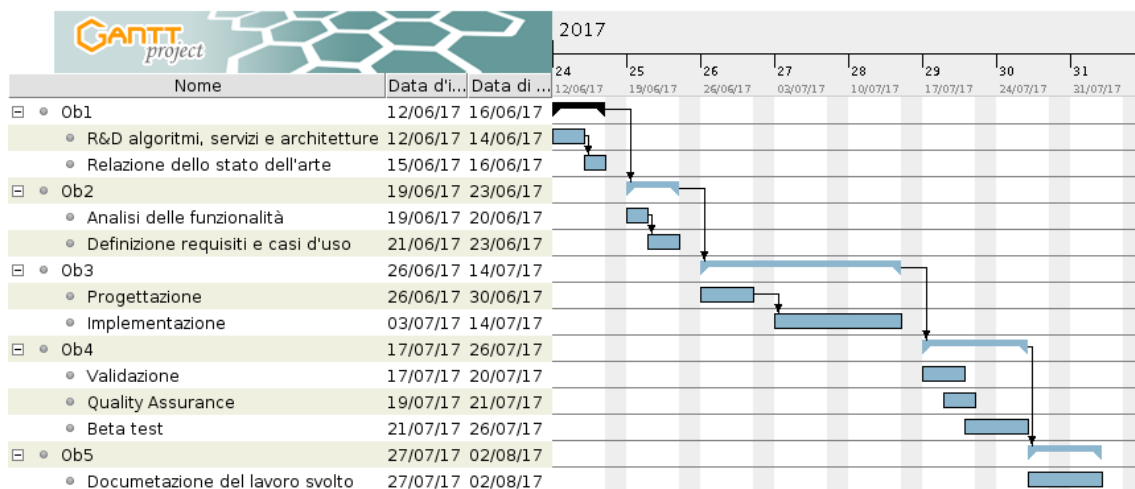 GANTT
project
2017
24 25 26 27 28 29 30 31
12/06/17 19/06/17 26/06/17 03/07/17 10/07/17 17/07/17 24/07/17 31/07/17
Nome Data d'i... Data di ...
Ob1 12/06/17 16/06/17
R&D algoritmi, servizi e architetture 12/06/17 14/06/17
Relazione dello stato dell'arte 15/06/17 16/06/17
Ob2 19/06/17 23/06/17
Analisi delle funzionalità 19/06/17 20/06/17
Definizione requisiti e casi d'uso 21/06/17 23/06/17
Ob3 26/06/17 14/07/17
Progettazione 26/06/17 30/06/17
Implementazione 03/07/17 14/07/17
Ob4 17/07/17 26/07/17
Validazione 17/07/17 20/07/17
Quality Assurance 19/07/17 21/07/17
Beta test 21/07/17 26/07/17
Ob5 27/07/17 02/08/17
Documetazione del lavoro svolto 27/07/17 02/08/17